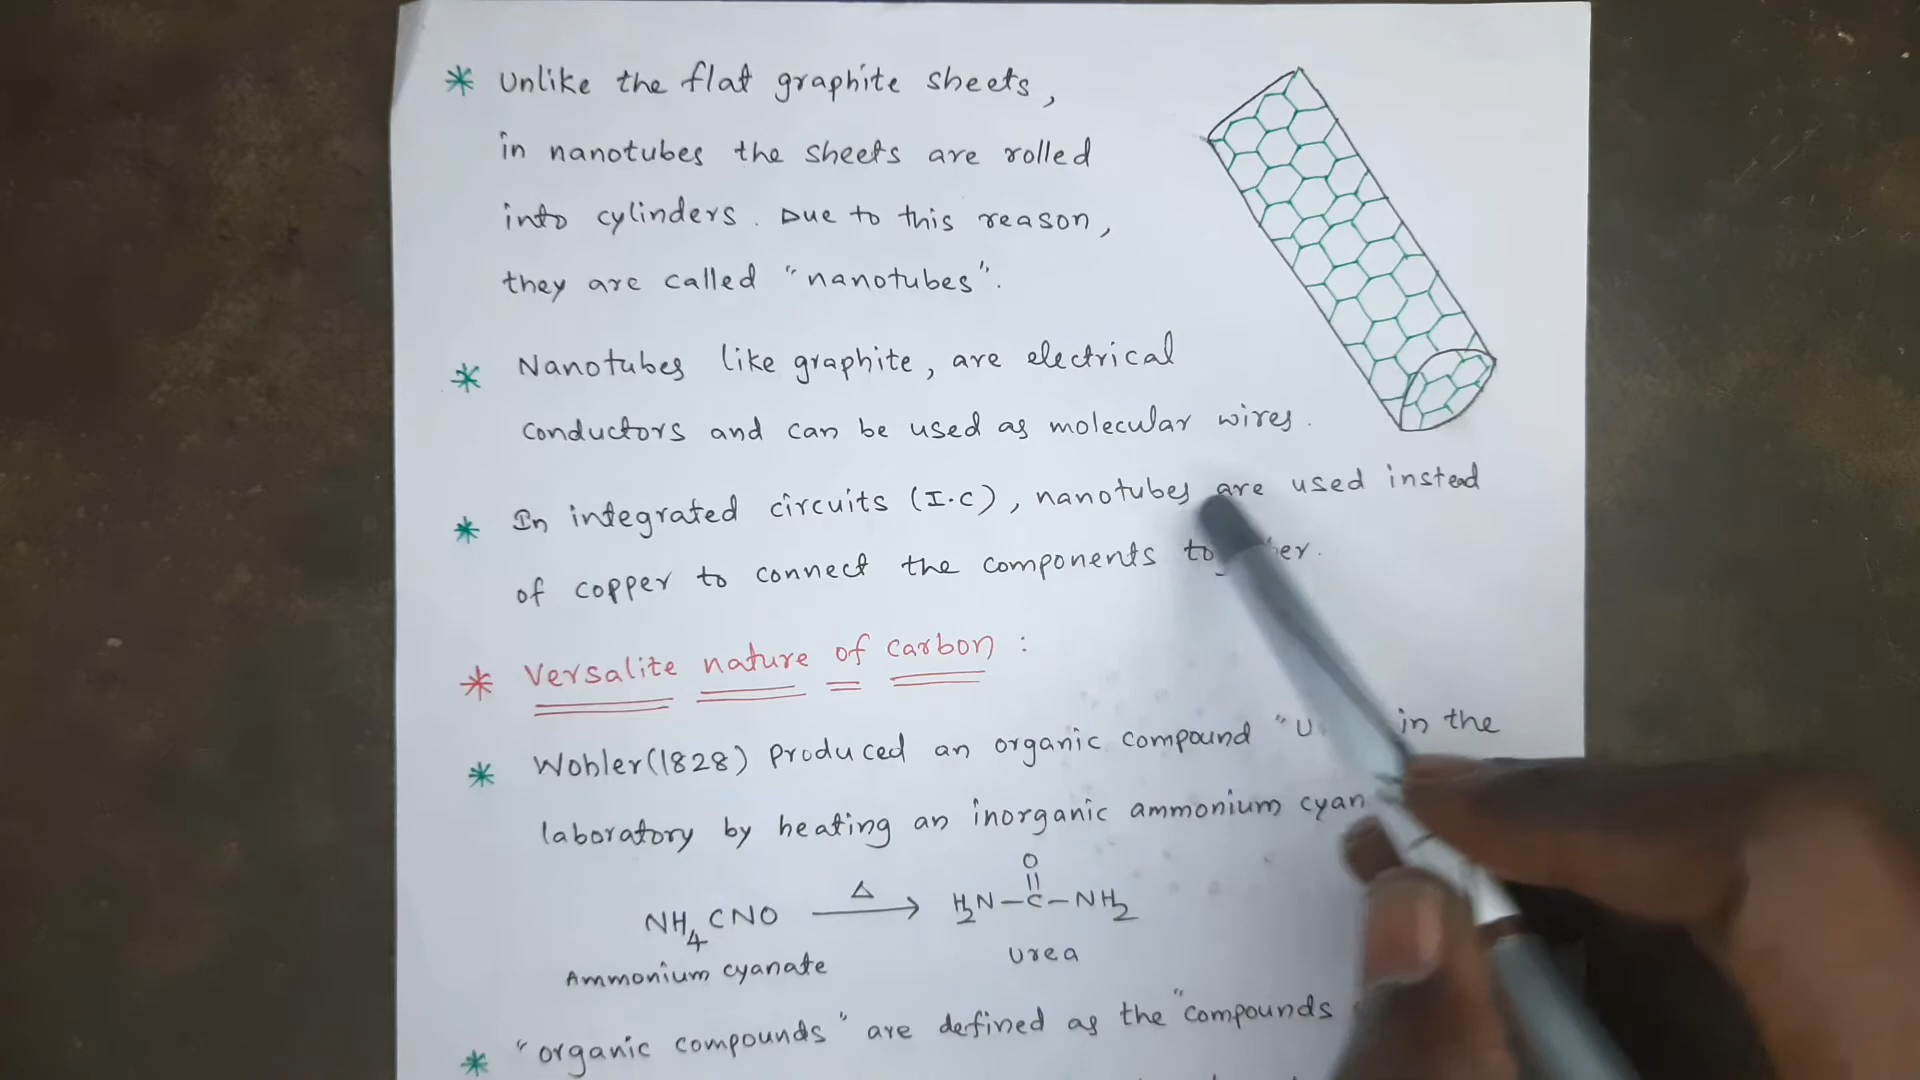 * Unlike the flat graphite sheets,
in nanotubes the sheets are rolled
into cylinders. Due to this reason,
they are called "nanotubes".
* Nanotubes like graphite, are electrical
conductors and can be used as molecular wires.
* In integrated circuits (I.C), nanotubes are used instead
of copper to connect the components
* Versalite nature of carbon:
* Wohler(1828) produced an organic compound in the
laboratory by heating an inorganic ammonium
O
NH4CNO △→ H2N-C-NH2
Ammonium cyanate urea
* "organic compounds" are defined as the "compounds